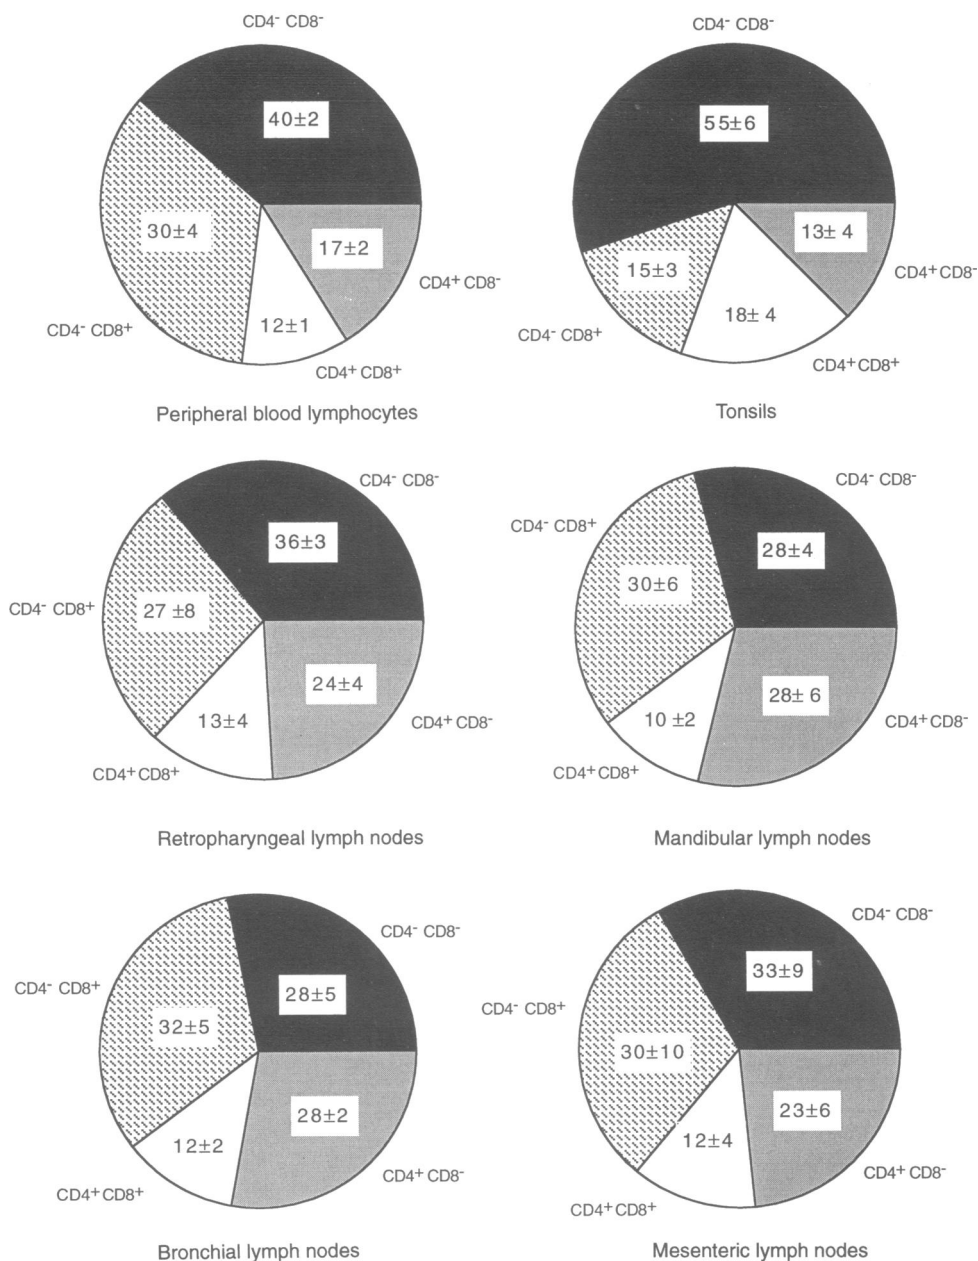 CD4⁻ CD8⁻
40±2
30±4
17±2
12±1
CD4⁺ CD8⁻
CD4⁻ CD8⁺
CD4⁺ CD8⁺
Peripheral blood lymphocytes
CD4⁻ CD8⁻
55±6
13± 4
15±3
18± 4
CD4⁺ CD8⁻
CD4⁻ CD8⁺
CD4⁺ CD8⁺
Tonsils
CD4⁻ CD8⁻
36±3
CD4⁻ CD8⁺
27 ±8
24±4
13±4
CD4⁺ CD8⁻
CD4⁺ CD8⁺
Retropharyngeal lymph nodes
CD4⁻ CD8⁻
CD4⁻ CD8⁺
28±4
30±6
28± 6
10 ±2
CD4⁺ CD8⁻
CD4⁺ CD8⁺
Mandibular lymph nodes
CD4⁻ CD8⁻
CD4⁻ CD8⁺
28±5
32±5
28±2
12±2
CD4⁺ CD8⁻
CD4⁺ CD8⁺
Bronchial lymph nodes
CD4⁻ CD8⁻
33±9
CD4⁻ CD8⁺
30±10
23±6
12±4
CD4⁺ CD8⁻
CD4⁺ CD8⁺
Mesenteric lymph nodes